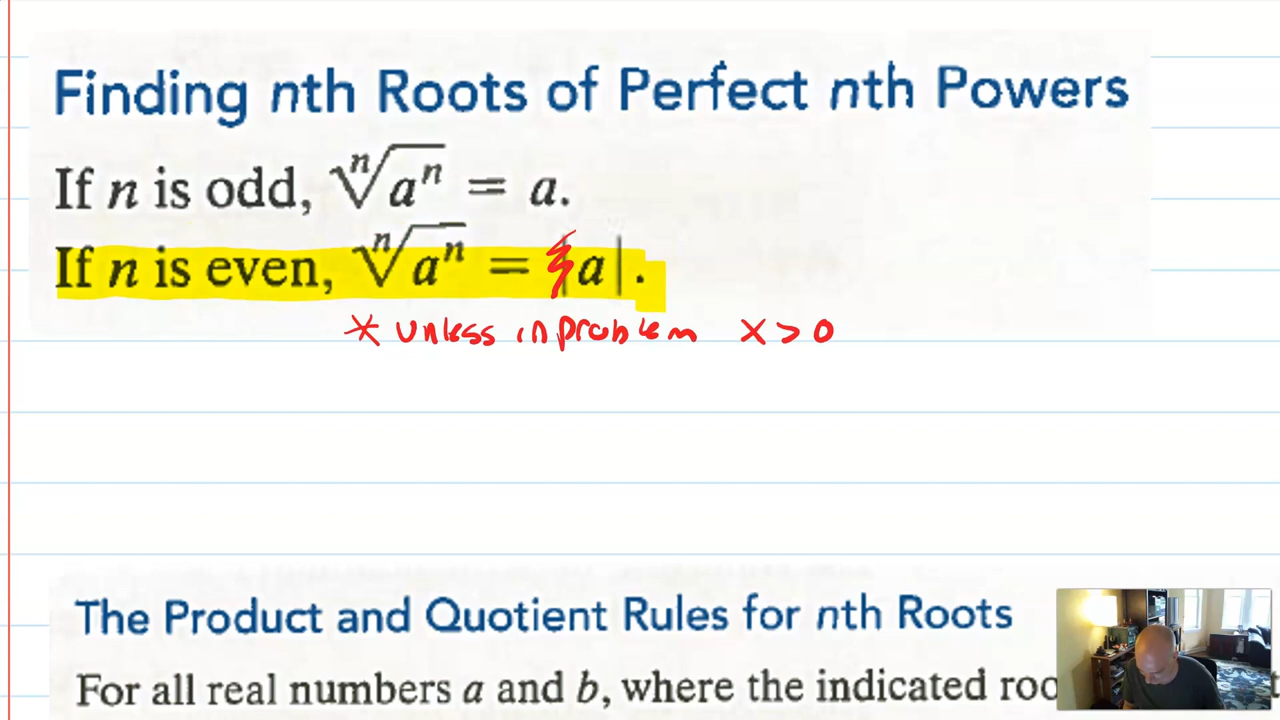 Finding nth Roots of Perfect nth Powers
If n is odd, ⁿ√aⁿ = a.
If n is even, ⁿ√aⁿ = |a|.
* unless in problem x > 0
The Product and Quotient Rules for nth Roots
For all real numbers a and b, where the indicated